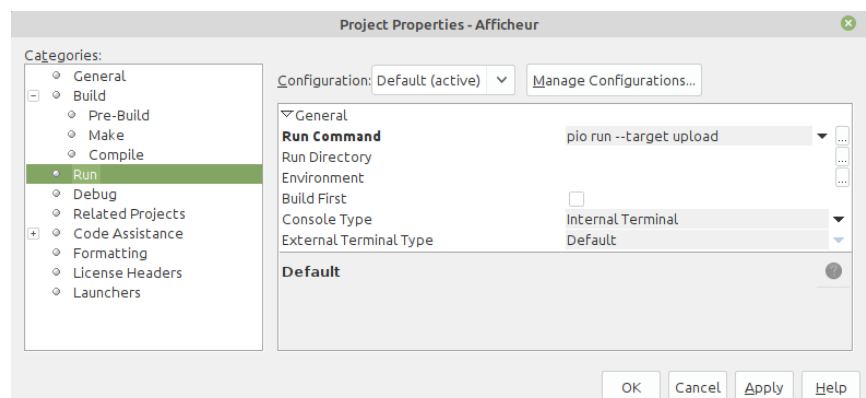 Project Properties - Afficheur
Categories:
General
Build
Pre-Build
Make
Compile
Run
Debug
Related Projects
Code Assistance
Formatting
License Headers
Launchers
Configuration: Default (active) Manage Configurations...
General
Run Command pio run --target upload ...
Run Directory ...
Environment ...
Build First
Console Type Internal Terminal
External Terminal Type Default
Default ?
OK Cancel Apply Help